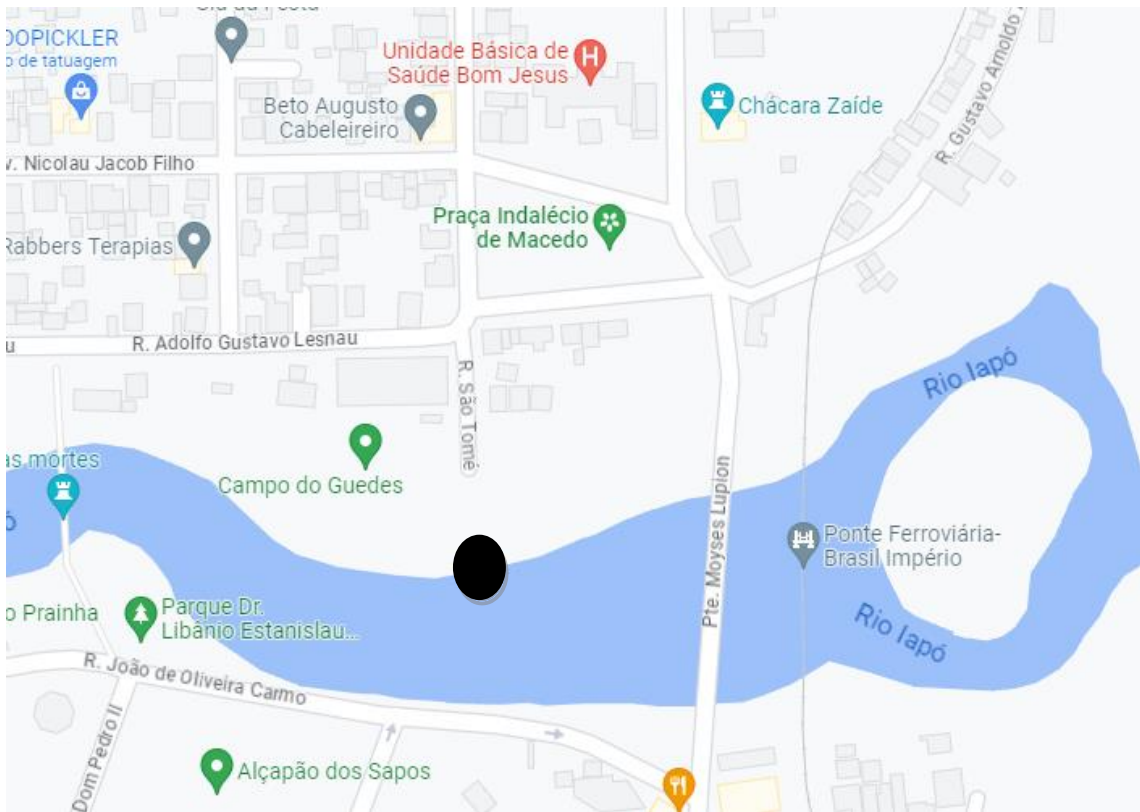 OOPICKLER
o de tatuagem
Unidade Básica de
Saúde Bom Jesus
Beto Augusto
Cabeleireiro
Chácara Zaíde
R. Gustavo Arnoldo
v. Nicolau Jacob Filho
Praça Indalécio
de Macedo
Rabbers Terapias
R. Adolfo Gustavo Lesnau
u
R. São Tomé
Rio Iapó
as mortes
Campo do Guedes
Pte. Moyses Lupion
Ponte Ferroviária-
Brasil Império
o Prainha
Parque Dr.
Libânio Estanislau...
Rio Iapó
R. João de Oliveira Carmo
Dom Pedro II
Alçapão dos Sapos